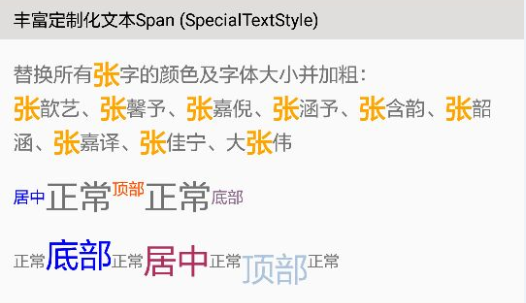 丰富定制化文本Span (SpecialTextStyle)
替换所有张字的颜色及字体大小并加粗：
张歆艺、张馨予、张嘉倪、张涵予、张含韵、张韶
涵、张嘉译、张佳宁、大张伟
居中正常顶部正常底部
正常底部正常居中正常顶部正常